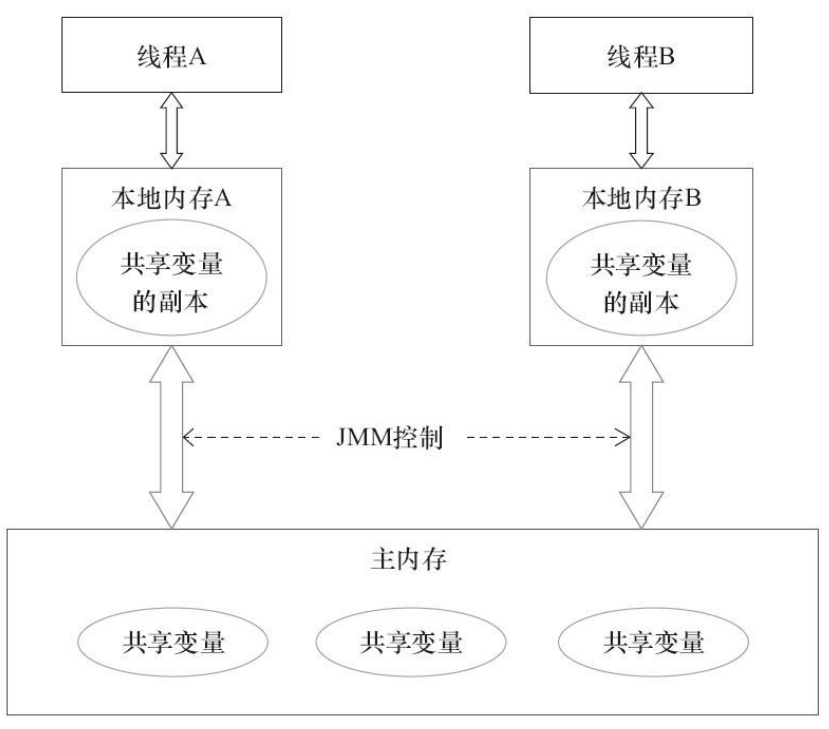 线程A
线程B
本地内存A
本地内存B
共享变量
的副本
共享变量
的副本
JMM控制
主内存
共享变量
共享变量
共享变量